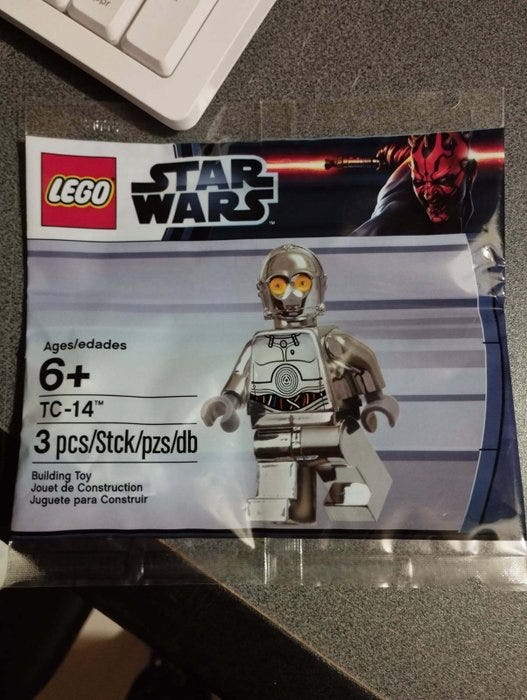 LEGO
STAR
WARS™
Ages/edades
6+
TC-14™
3 pcs/Stck/pzs/db
Building Toy
Jouet de Construction
Juguete para Construir